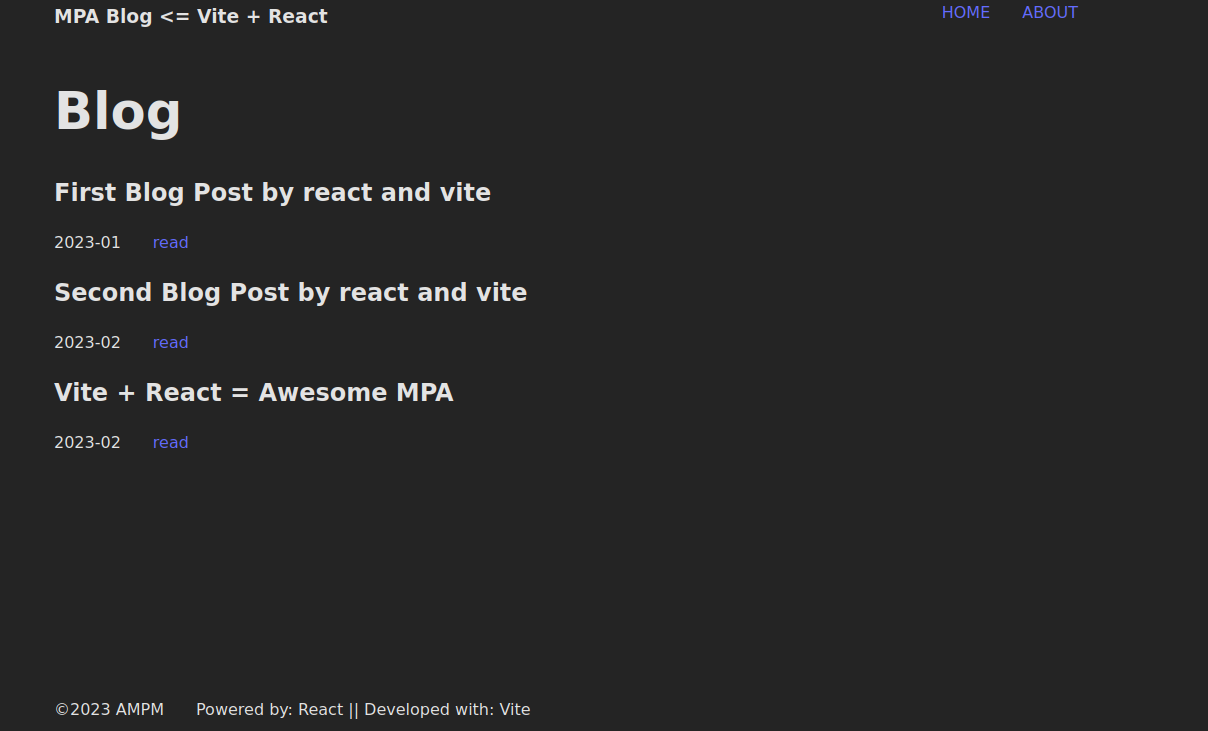 MPA Blog <= Vite + React
HOME ABOUT
Blog
First Blog Post by react and vite
2023-01 read
Second Blog Post by react and vite
2023-02 read
Vite + React = Awesome MPA
2023-02 read
©2023 AMPM Powered by: React || Developed with: Vite